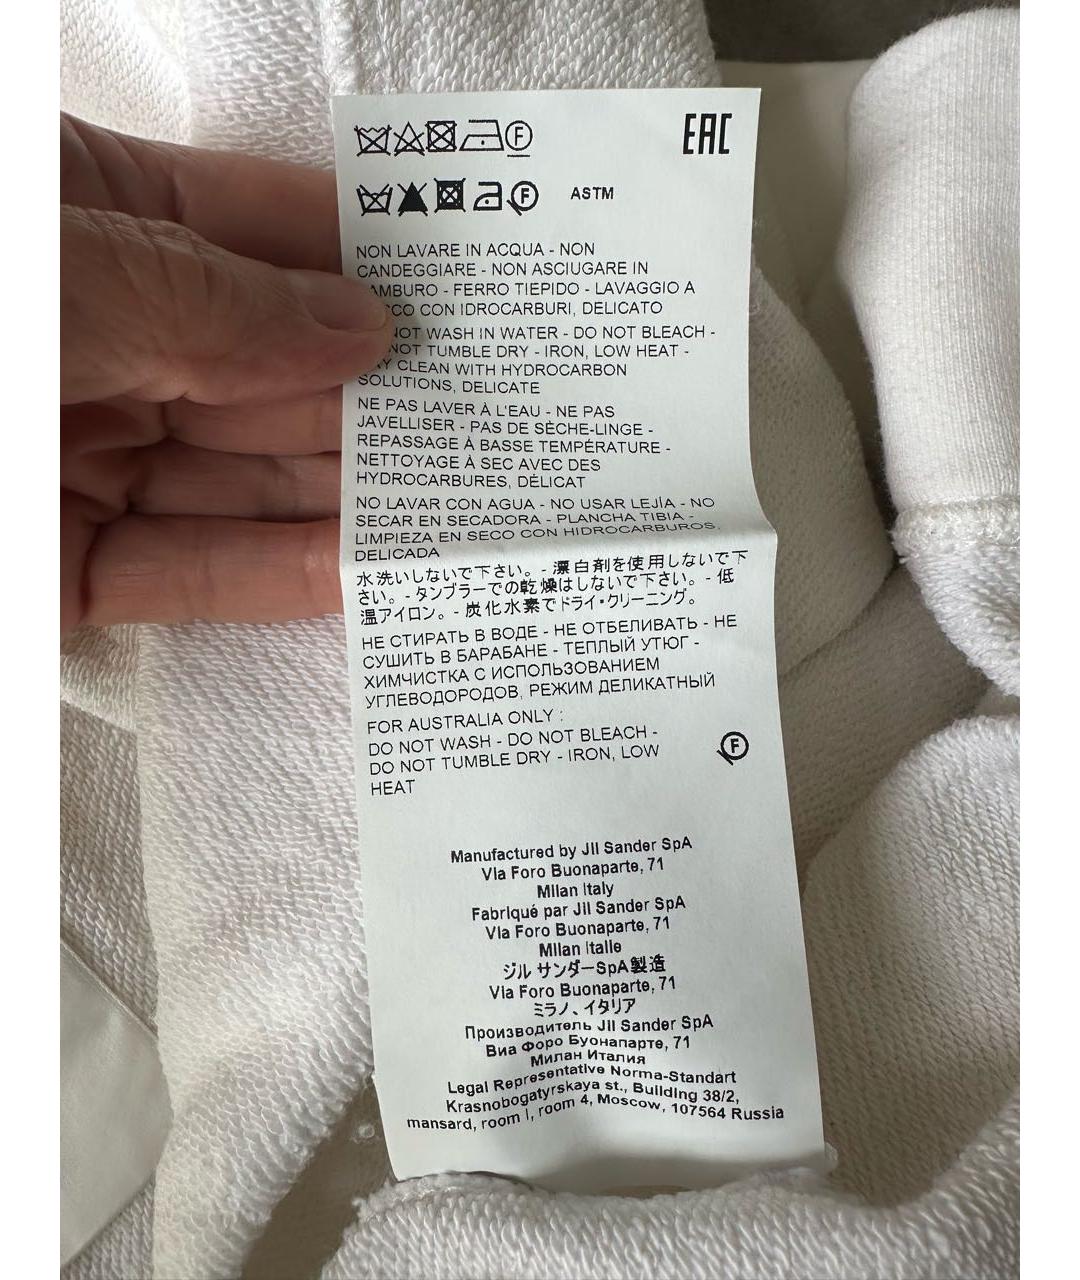 EAC
F
F ASTM
NON LAVARE IN ACQUA - NON
CANDEGGIARE - NON ASCIUGARE IN
AMBURO - FERRO TIEPIDO - LAVAGGIO A
CO CON IDROCARBURI, DELICATO
NOT WASH IN WATER - DO NOT BLEACH -
NOT TUMBLE DRY - IRON, LOW HEAT -
Y CLEAN WITH HYDROCARBON
SOLUTIONS, DELICATE
NE PAS LAVER À L'EAU - NE PAS
JAVELLISER - PAS DE SÈCHE-LINGE -
REPASSAGE À BASSE TEMPÉRATURE -
NETTOYAGE À SEC AVEC DES
HYDROCARBURES, DÉLICAT
NO LAVAR CON AGUA - NO USAR LEJÍA - NO
SECAR EN SECADORA - PLANCHA TIBIA -
LIMPIEZA EN SECO CON HIDROCARBUROS,
DELICADA
水洗いしないで下さい。- 漂白剤を使用しないで下
さい。- タンブラーでの乾燥はしないで下さい。- 低
温アイロン。- 炭化水素でドライ・クリーニング。
НЕ СТИРАТЬ В ВОДЕ - НЕ ОТБЕЛИВАТЬ - НЕ
СУШИТЬ В БАРАБАНЕ - ТЕПЛЫЙ УТЮГ -
ХИМЧИСТКА С ИСПОЛЬЗОВАНИЕМ
УГЛЕВОДОРОДОВ, РЕЖИМ ДЕЛИКАТНЫЙ
FOR AUSTRALIA ONLY :
DO NOT WASH - DO NOT BLEACH -
DO NOT TUMBLE DRY - IRON, LOW
HEAT
F
Manufactured by Jil Sander SpA
Via Foro Buonaparte, 71
Milan Italy
Fabriqué par Jil Sander SpA
Via Foro Buonaparte, 71
Milan Italie
ジル サンダーSpA製造
Via Foro Buonaparte, 71
ミラノ、イタリア
Производитель Jil Sander SpA
Виа Форо Буонапарте, 71
Милан Италия
Legal Representative Norma-Standart
Krasnobogatyrskaya st., Building 38/2,
mansard, room I, room 4, Moscow, 107564 Russia